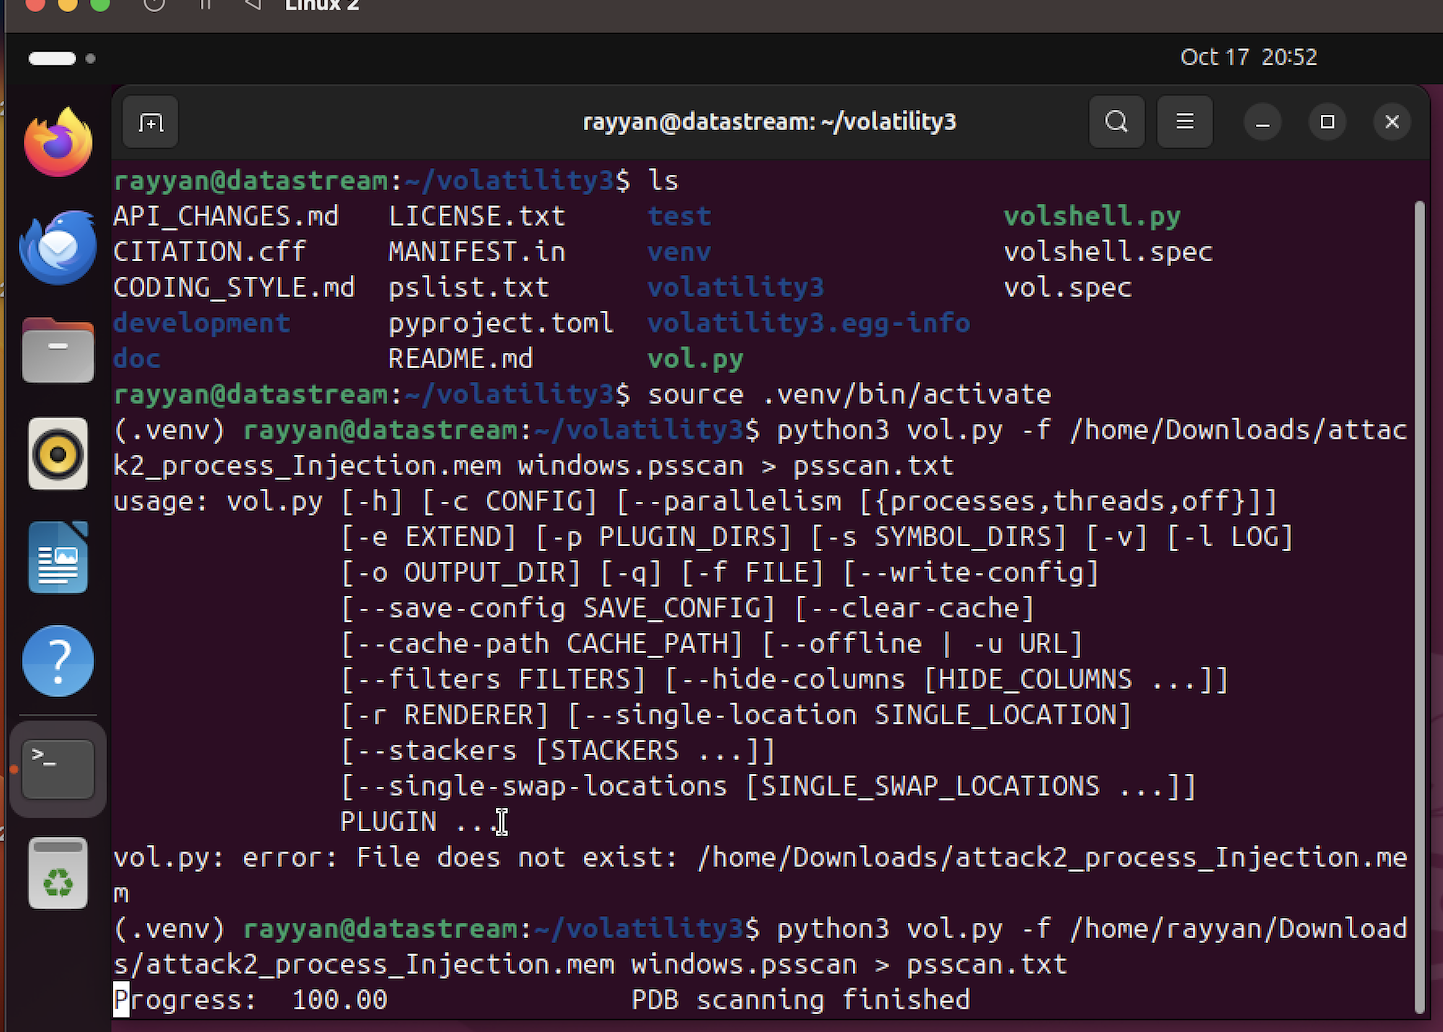 Linux 2
Oct 17 20:52
rayyan@datastream: ~/volatility3
rayyan@datastream:~/volatility3$ ls
API_CHANGES.md LICENSE.txt test volshell.py
CITATION.cff MANIFEST.in venv volshell.spec
CODING_STYLE.md pslist.txt volatility3 vol.spec
development pyproject.toml volatility3.egg-info
doc README.md vol.py
rayyan@datastream:~/volatility3$ source .venv/bin/activate
(.venv) rayyan@datastream:~/volatility3$ python3 vol.py -f /home/Downloads/attac
k2_process_Injection.mem windows.psscan > psscan.txt
usage: vol.py [-h] [-c CONFIG] [--parallelism [{processes,threads,off}]]
[-e EXTEND] [-p PLUGIN_DIRS] [-s SYMBOL_DIRS] [-v] [-l LOG]
[-o OUTPUT_DIR] [-q] [-f FILE] [--write-config]
[--save-config SAVE_CONFIG] [--clear-cache]
[--cache-path CACHE_PATH] [--offline | -u URL]
[--filters FILTERS] [--hide-columns [HIDE_COLUMNS ...]]
[-r RENDERER] [--single-location SINGLE_LOCATION]
[--stackers [STACKERS ...]]
[--single-swap-locations [SINGLE_SWAP_LOCATIONS ...]]
PLUGIN ...
vol.py: error: File does not exist: /home/Downloads/attack2_process_Injection.me
m
(.venv) rayyan@datastream:~/volatility3$ python3 vol.py -f /home/rayyan/Download
s/attack2_process_Injection.mem windows.psscan > psscan.txt
Progress: 100.00 PDB scanning finished